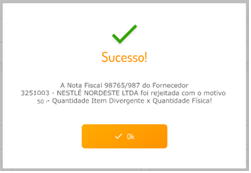 Sucesso!
A Nota Fiscal 98765/987 do Fornecedor
3251003 - NESTLÉ NORDESTE LTDA foi rejeitada com o motivo
50 - Quantidade Item Divergente x Quantidade Física!
Ok